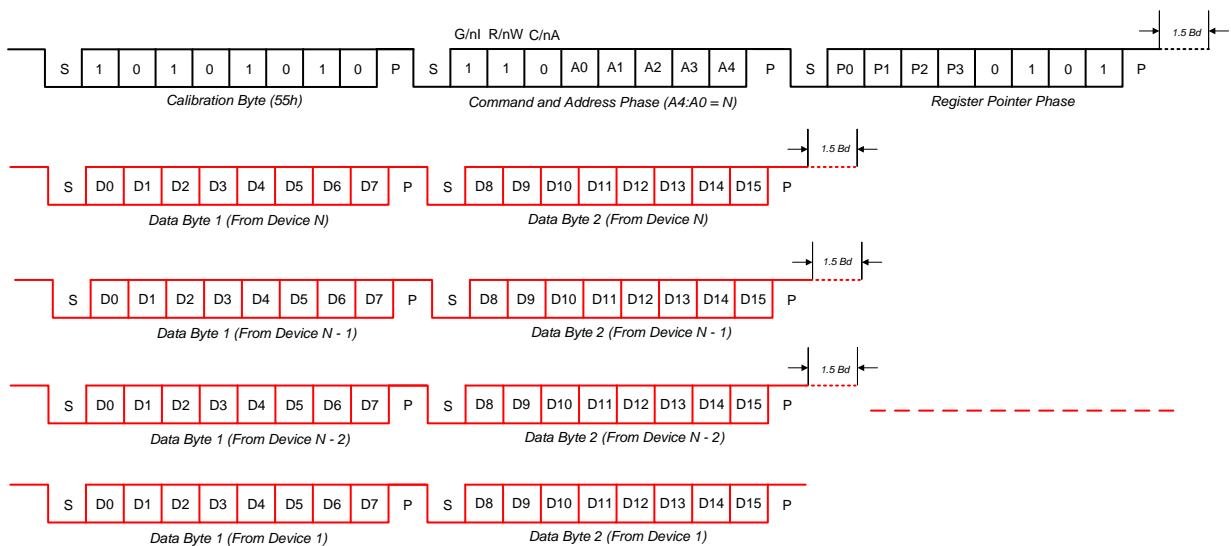 G/nI R/nW C/nA
1.5 Bd
S 1 0 1 0 1 0 1 0 P S 1 1 0 A0 A1 A2 A3 A4 P S P0 P1 P2 P3 0 1 0 1 P
Calibration Byte (55h) Command and Address Phase (A4:A0 = N) Register Pointer Phase
1.5 Bd
S D0 D1 D2 D3 D4 D5 D6 D7 P S D8 D9 D10 D11 D12 D13 D14 D15 P
Data Byte 1 (From Device N) Data Byte 2 (From Device N)
1.5 Bd
S D0 D1 D2 D3 D4 D5 D6 D7 P S D8 D9 D10 D11 D12 D13 D14 D15 P
Data Byte 1 (From Device N - 1) Data Byte 2 (From Device N - 1)
1.5 Bd
S D0 D1 D2 D3 D4 D5 D6 D7 P S D8 D9 D10 D11 D12 D13 D14 D15 P
Data Byte 1 (From Device N - 2) Data Byte 2 (From Device N - 2)
S D0 D1 D2 D3 D4 D5 D6 D7 P S D8 D9 D10 D11 D12 D13 D14 D15 P
Data Byte 1 (From Device 1) Data Byte 2 (From Device 1)